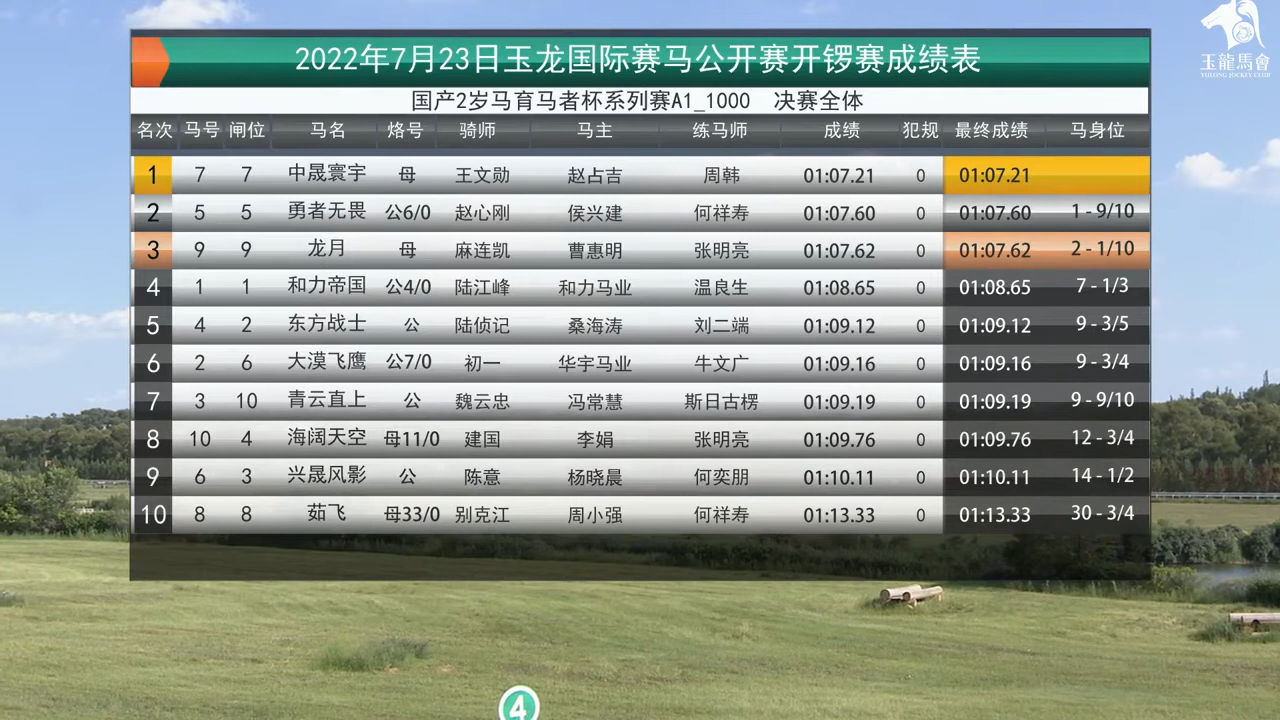 玉龍馬會
YULONG JOCKEY CLUB
2022年7月23日玉龙国际赛马公开赛开锣赛成绩表
国产2岁马育马者杯系列赛A1_1000 决赛全体
名次 马号 闸位 马名 烙号 骑师 马主 练马师 成绩 犯规 最终成绩 马身位
1 7 7 中晟寰宇 母 王文勋 赵占吉 周韩 01:07.21 0 01:07.21
2 5 5 勇者无畏 公6/0 赵心刚 侯兴建 何祥寿 01:07.60 0 01:07.60 1 - 9/10
3 9 9 龙月 母 麻连凯 曹惠明 张明亮 01:07.62 0 01:07.62 2 - 1/10
4 1 1 和力帝国 公4/0 陆江峰 和力马业 温良生 01:08.65 0 01:08.65 7 - 1/3
5 4 2 东方战士 公 陆侦记 桑海涛 刘二端 01:09.12 0 01:09.12 9 - 3/5
6 2 6 大漠飞鹰 公7/0 初一 华宇马业 牛文广 01:09.16 0 01:09.16 9 - 3/4
7 3 10 青云直上 公 魏云忠 冯常慧 斯日古楞 01:09.19 0 01:09.19 9 - 9/10
8 10 4 海阔天空 母11/0 建国 李娟 张明亮 01:09.76 0 01:09.76 12 - 3/4
9 6 3 兴晟风影 公 陈意 杨晓晨 何奕朋 01:10.11 0 01:10.11 14 - 1/2
10 8 8 茹飞 母33/0 别克江 周小强 何祥寿 01:13.33 0 01:13.33 30 - 3/4
4